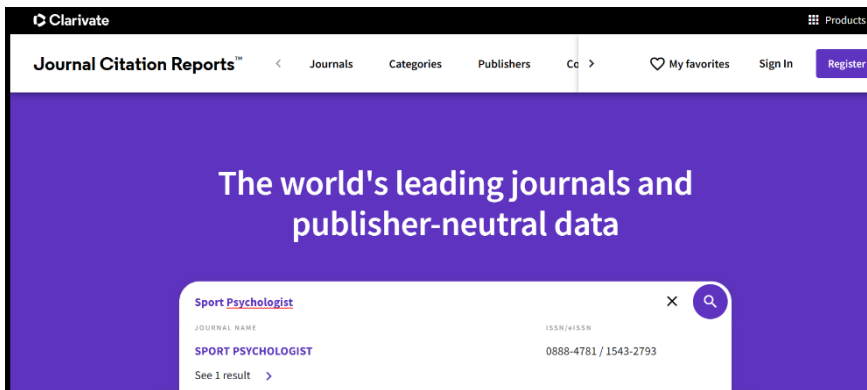 Clarivate
Products
Journal Citation Reports™
Journals
Categories
Publishers
Co
My favorites
Sign In
Register
The world's leading journals and
publisher-neutral data
Sport Psychologist
JOURNAL NAME
ISSN/eISSN
SPORT PSYCHOLOGIST
0888-4781 / 1543-2793
See 1 result